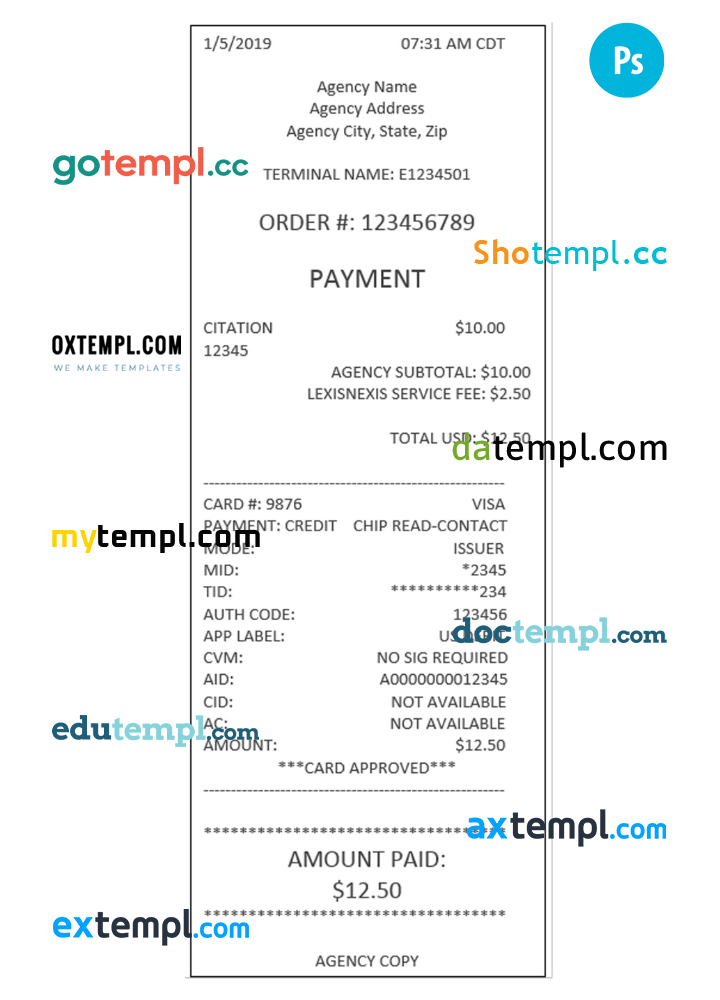 1/5/2019 07:31 AM CDT
Ps
Agency Name
Agency Address
Agency City, State, Zip
gotempl.cc
TERMINAL NAME: E1234501
ORDER #: 123456789
Shotempl.cc
PAYMENT
CITATION $10.00
12345
OXTEMPL.COM
WE MAKE TEMPLATES
AGENCY SUBTOTAL: $10.00
LEXISNEXIS SERVICE FEE: $2.50
TOTAL USD: $12.50
datempl.com
----------------------------------------------------------
CARD #: 9876 VISA
PAYMENT: CREDIT CHIP READ-CONTACT
mytempl.com
MODE: ISSUER
MID: *2345
TID: **********234
AUTH CODE: 123456
APP LABEL:
doctempl.com
CVM: NO SIG REQUIRED
AID: A0000000012345
CID: NOT AVAILABLE
AC: NOT AVAILABLE
edutempl.com
AMOUNT: $12.50
***CARD APPROVED***
----------------------------------------------------------
axtempl.com
***********************************
AMOUNT PAID:
$12.50
***********************************
extempl.com
AGENCY COPY